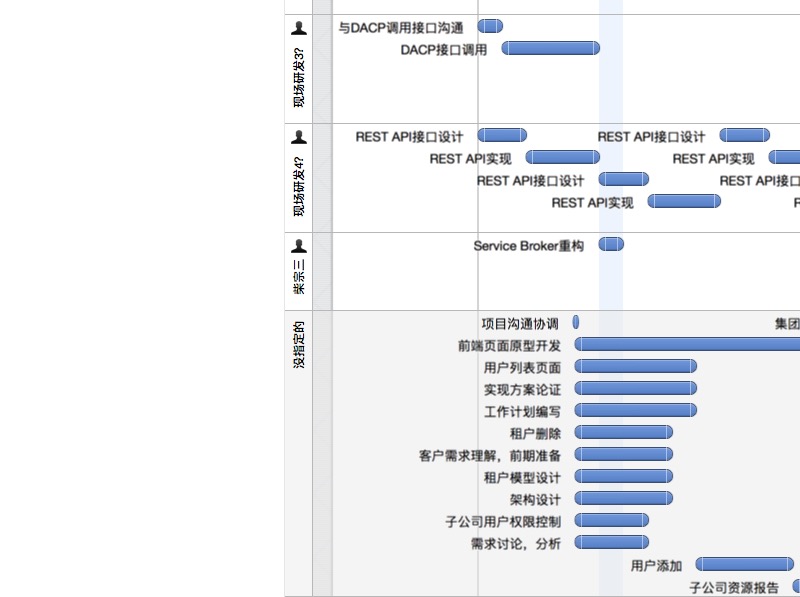 现场研发3?
与DACP调用接口沟通
DACP接口调用
现场研发4?
REST API接口设计
REST API接口设计
REST API实现
REST API实现
REST API接口设计
REST API接口
REST API实现
柴宗三
Service Broker重构
没指定的
项目沟通协调
集团
前端页面原型开发
用户列表页面
实现方案论证
工作计划编写
租户删除
客户需求理解，前期准备
租户模型设计
架构设计
子公司用户权限控制
需求讨论，分析
用户添加
子公司资源报告